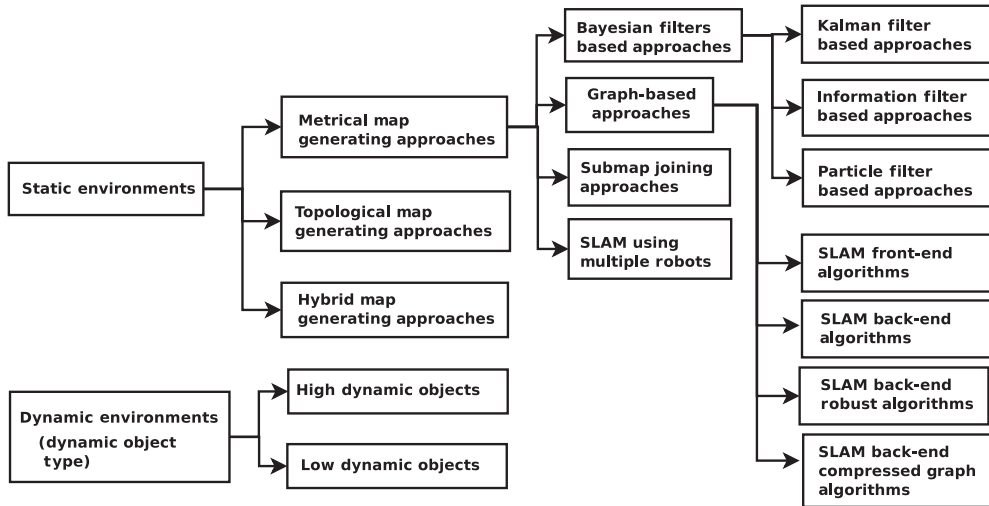 Static environments
Metrical map
generating approaches
Topological map
generating approaches
Hybrid map
generating approaches
Bayesian filters
based approaches
Graph-based
approaches
Submap joining
approaches
SLAM using
multiple robots
Kalman filter
based approaches
Information filter
based approaches
Particle filter
based approaches
SLAM front-end
algorithms
SLAM back-end
algorithms
SLAM back-end
robust algorithms
SLAM back-end
compressed graph
algorithms
Dynamic environments
(dynamic object
type)
High dynamic objects
Low dynamic objects